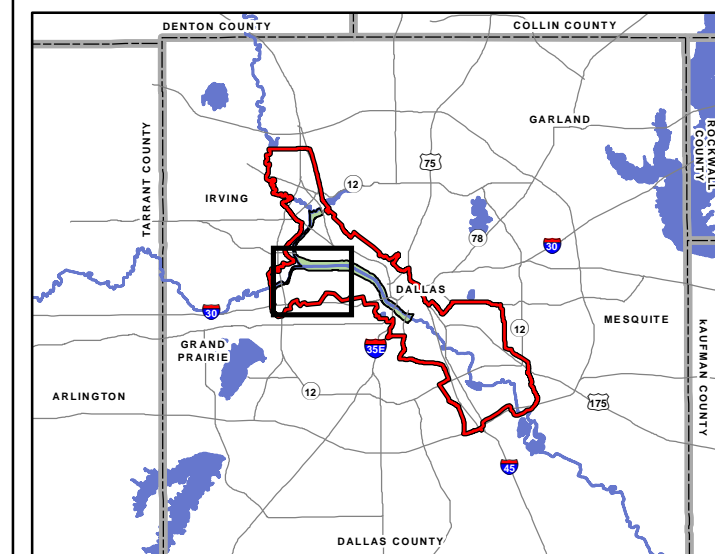 DENTON COUNTY
COLLIN COUNTY
TARRANT COUNTY
ROCKWALL
COUNTY
GARLAND
75
12
IRVING
78
30
DALLAS
30
MESQUITE
12
GRAND
PRAIRIE
35E
KAUFMAN COUNTY
12
ARLINGTON
175
45
DALLAS COUNTY